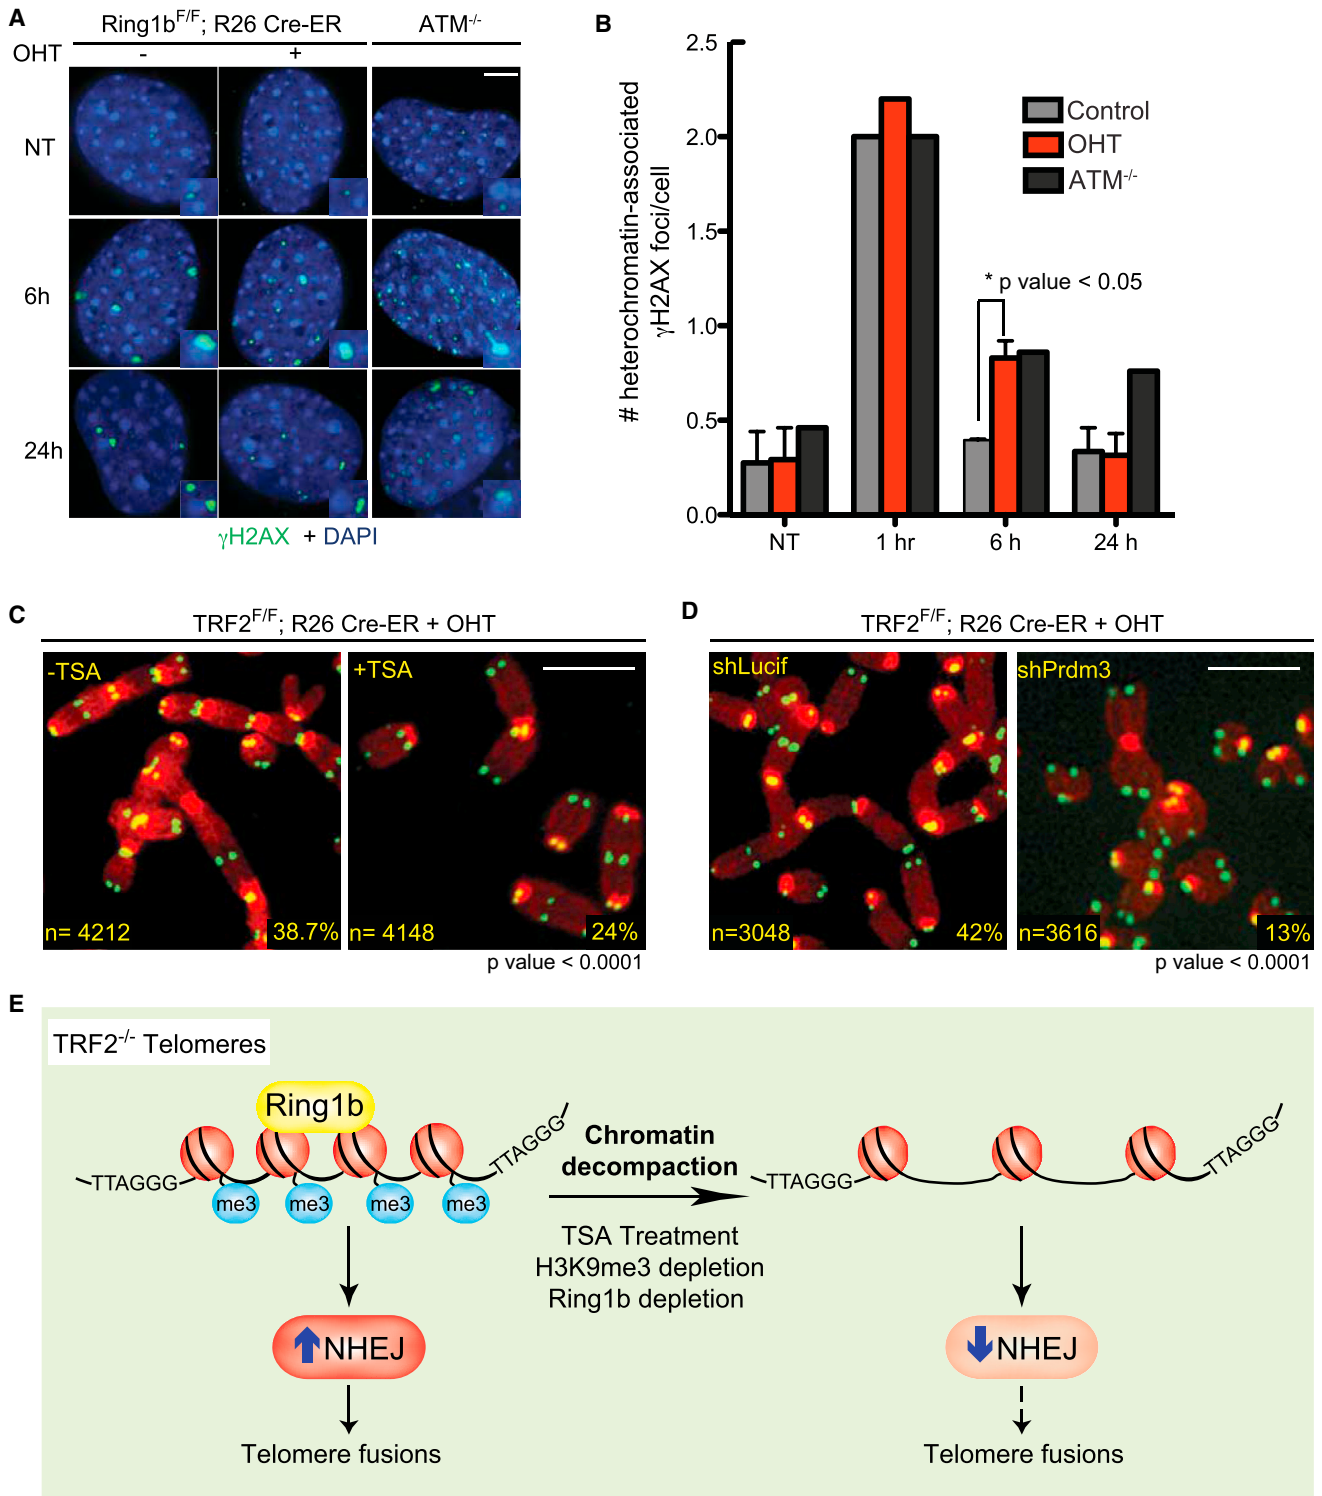 A
Ring1bF/F; R26 Cre-ER
ATM-/-
OHT
-
+
NT
6h
24h
γH2AX + DAPI
B
# heterochromatin-associated
γH2AX foci/cell
2.5
2.0
1.5
1.0
0.5
0.0
Control
OHT
ATM-/-
* p value < 0.05
NT
1 hr
6 h
24 h
C
TRF2F/F; R26 Cre-ER + OHT
-TSA
+TSA
n= 4212
38.7%
n= 4148
24%
p value < 0.0001
D
TRF2F/F; R26 Cre-ER + OHT
shLucif
shPrdm3
n=3048
42%
n=3616
13%
p value < 0.0001
E
TRF2-/- Telomeres
Ring1b
TTAGGG
TTAGGG
me3
me3
me3
me3
Chromatin
decompaction
TSA Treatment
H3K9me3 depletion
Ring1b depletion
TTAGGG
TTAGGG
NHEJ
NHEJ
Telomere fusions
Telomere fusions